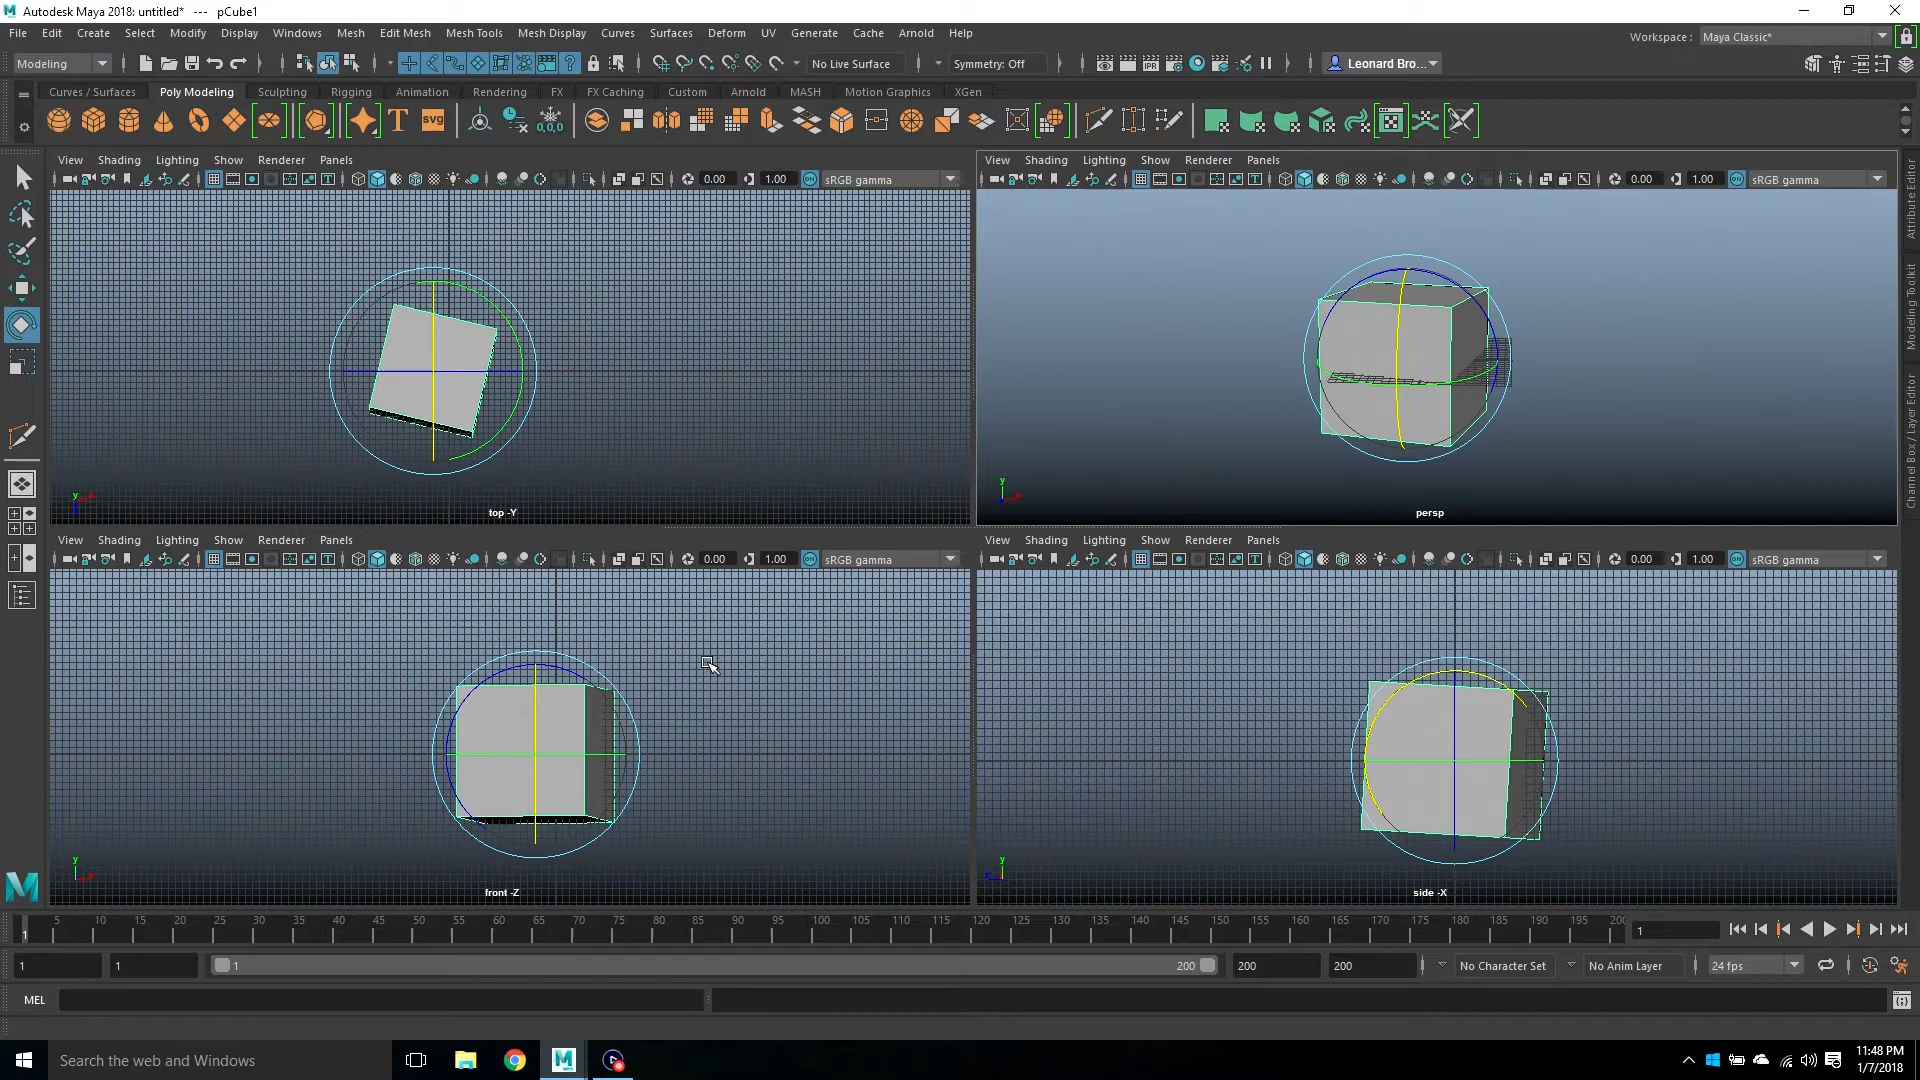 Autodesk Maya 2018: untitled* --- pCube1
File Edit Create Select Modify Display Windows Mesh Edit Mesh Mesh Tools Mesh Display Curves Surfaces Deform UV Generate Cache Arnold Help
Workspace : Maya Classic*
Modeling No Live Surface Symmetry: Off Leonard Bro...
Curves / Surfaces Poly Modeling Sculpting Rigging Animation Rendering FX FX Caching Custom Arnold MASH Motion Graphics XGen
T svg 0,0,0
View Shading Lighting Show Renderer Panels
0.00 1.00 ON sRGB gamma
y
top -Y
View Shading Lighting Show Renderer Panels
0.00 1.00 ON sRGB gamma
y
persp
View Shading Lighting Show Renderer Panels
0.00 1.00 ON sRGB gamma
y
front -Z
View Shading Lighting Show Renderer Panels
0.00 1.00 ON sRGB gamma
y
side -X
Attribute Editor
Modeling Toolkit
Channel Box / Layer Editor
5 10 15 20 25 30 35 40 45 50 55 60 65 70 75 80 85 90 95 100 105 110 115 120 125 130 135 140 145 150 155 160 165 170 175 180 185 190 195 200
1 1
1 1 1 200 200 200 No Character Set No Anim Layer 24 fps
MEL
Search the web and Windows
11:48 PM
1/7/2018